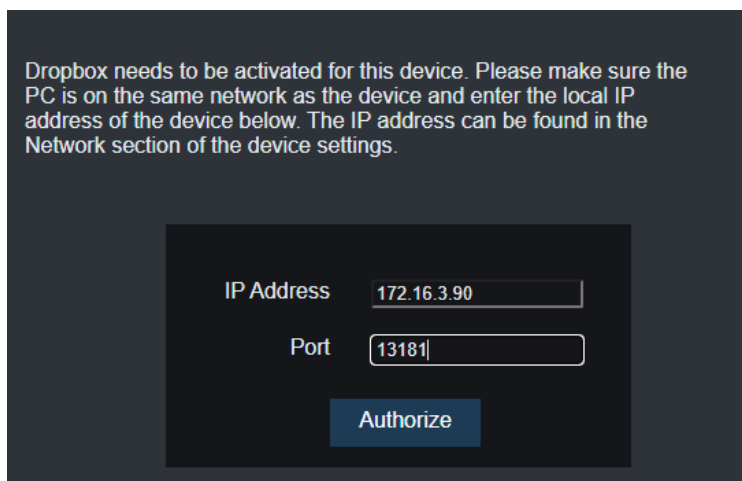 Dropbox needs to be activated for this device. Please make sure the
PC is on the same network as the device and enter the local IP
address of the device below. The IP address can be found in the
Network section of the device settings.
IP Address 172.16.3.90
Port 13181
Authorize